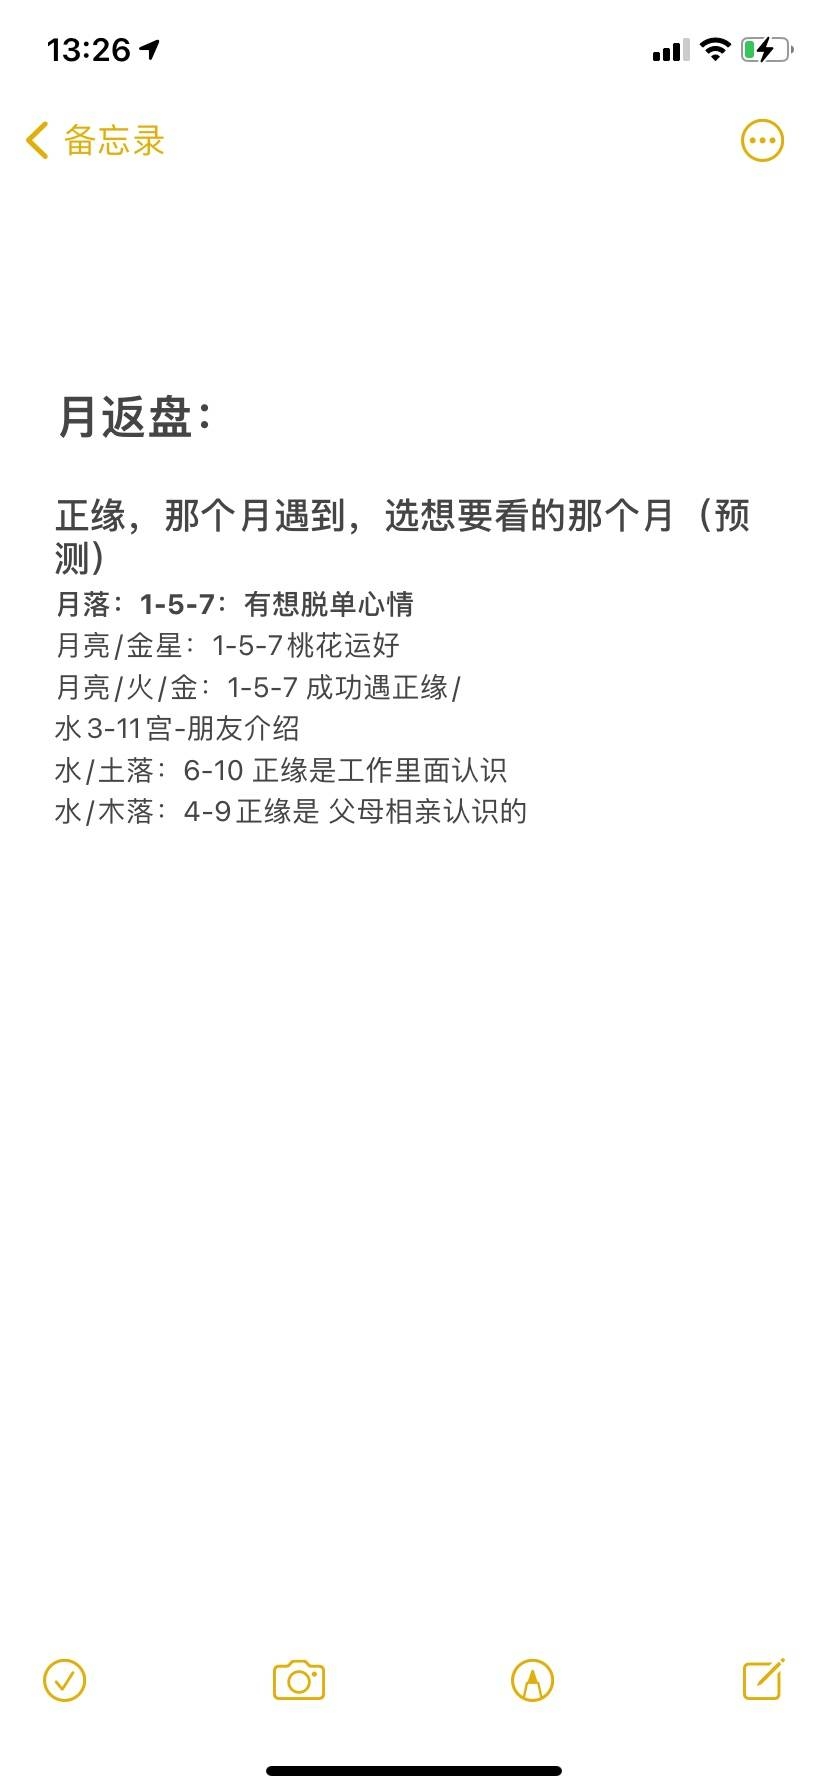 13:26
备忘录
月返盘：
正缘，那个月遇到，选想要看的那个月（预
测）
月落：1-5-7：有想脱单心情
月亮/金星：1-5-7桃花运好
月亮/火/金：1-5-7 成功遇正缘/
水3-11宫-朋友介绍
水/土落：6-10 正缘是工作里面认识
水/木落：4-9正缘是 父母相亲认识的